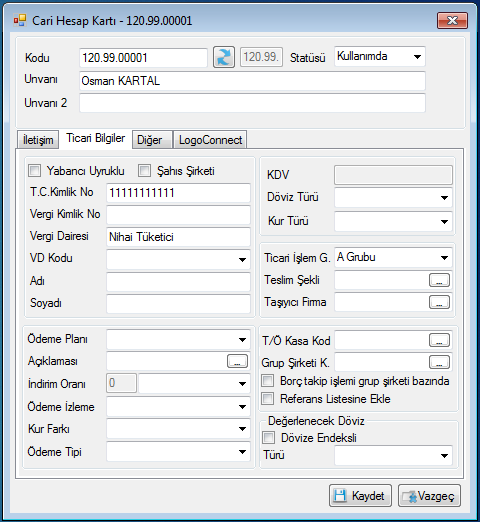 Cari Hesap Kartı - 120.99.00001
Kodu 120.99.00001 120.99. Statüsü Kullanımda
Unvanı Osman KARTAL
Unvanı 2
İletişim Ticari Bilgiler Diğer LogoConnect
Yabancı Uyruklu Şahıs Şirketi
T.C.Kimlik No 11111111111
Vergi Kimlik No
Vergi Dairesi Nihai Tüketici
VD Kodu
Adı
Soyadı
KDV
Döviz Türü
Kur Türü
Ticari İşlem G. A Grubu
Teslim Şekli ...
Taşıyıcı Firma ...
Ödeme Planı
Açıklaması ...
İndirim Oranı 0
Ödeme İzleme
Kur Farkı
Ödeme Tipi
T/Ö Kasa Kod ...
Grup Şirketi K. ...
Borç takip işlemi grup şirketi bazında
Referans Listesine Ekle
Değerlenecek Döviz
Dövize Endeksli
Türü
Kaydet Vazgeç